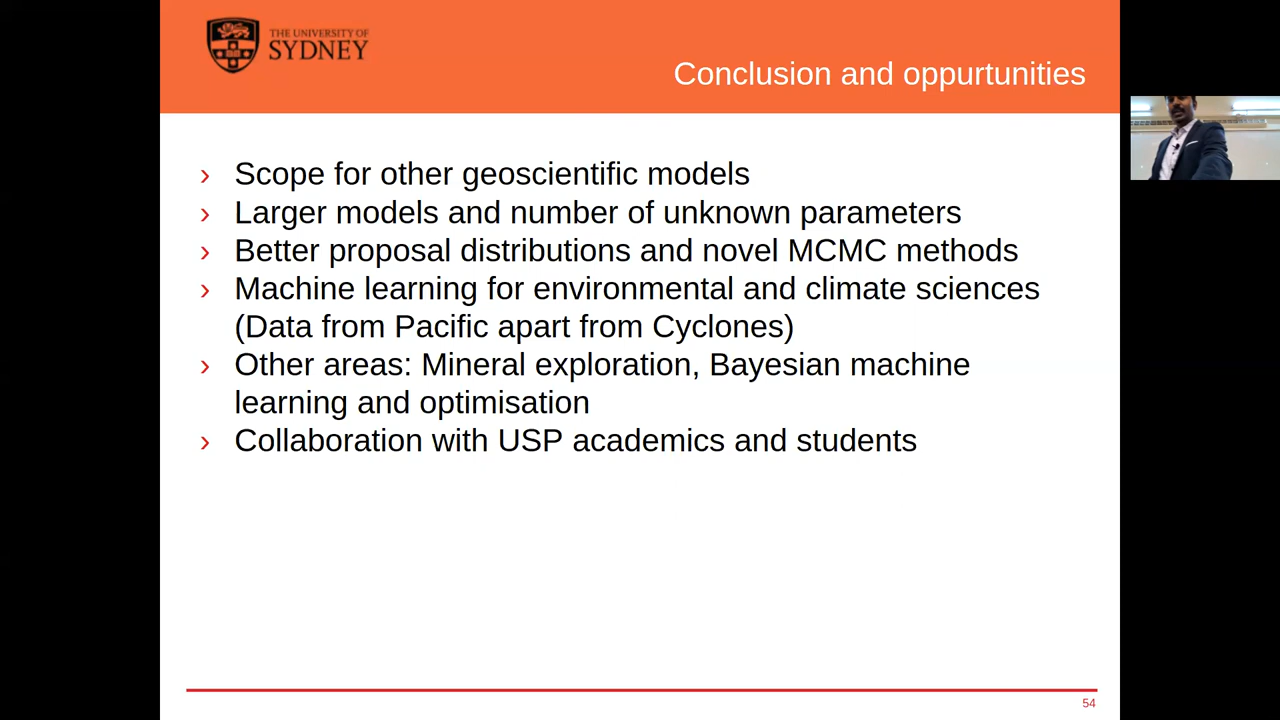 THE UNIVERSITY OF
SYDNEY
Conclusion and oppurtunities
› Scope for other geoscientific models
› Larger models and number of unknown parameters
› Better proposal distributions and novel MCMC methods
› Machine learning for environmental and climate sciences
(Data from Pacific apart from Cyclones)
› Other areas: Mineral exploration, Bayesian machine
learning and optimisation
› Collaboration with USP academics and students
54